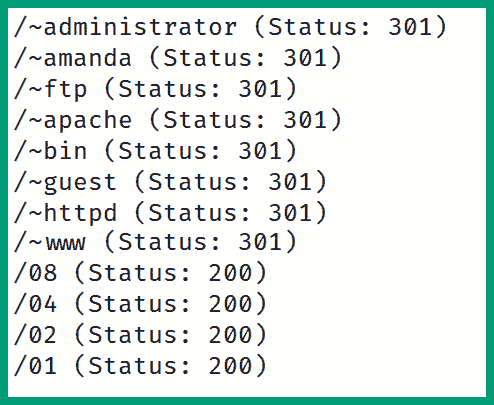 /~administrator (Status: 301)
/~amanda (Status: 301)
/~ftp (Status: 301)
/~apache (Status: 301)
/~bin (Status: 301)
/~guest (Status: 301)
/~httpd (Status: 301)
/~www (Status: 301)
/08 (Status: 200)
/04 (Status: 200)
/02 (Status: 200)
/01 (Status: 200)